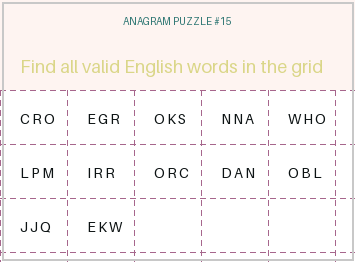 ANAGRAM PUZZLE #15
Find all valid English words in the grid
CRO EGR OKS NNA WHO
LPM IRR ORC DAN OBL
JJQ EKW